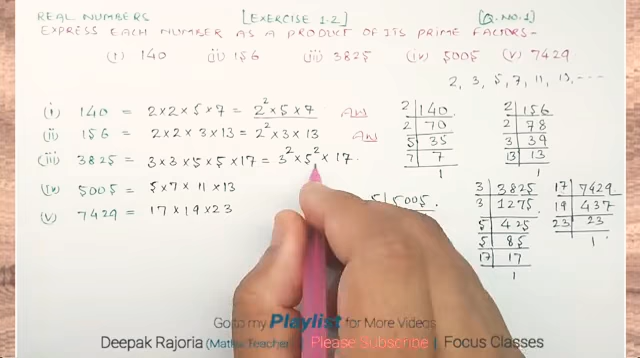 REAL NUMBERS [EXERCISE 1.2] (Q.NO.1)
EXPRESS EACH NUMBER AS A PRODUCT OF ITS PRIME FACTORS-
(i) 140 (ii) 156 (iii) 3825 (iv) 5005 (v) 7429
2, 3, 5, 7, 11, 13, ---
(i) 140 = 2×2×5×7 = 2²×5×7 Ans
(ii) 156 = 2×2×3×13 = 2²×3×13 Ans
(iii) 3825 = 3×3×5×5×17 = 3²×5²×17
(iv) 5005 = 5×7×11×13
(v) 7429 = 17×19×23
2 140
2 70
5 35
7 7
1
2 156
2 78
3 39
13 13
1
5 5005
3 3825
3 1275
5 425
5 85
17 17
1
17 7429
19 437
23 23
1
Go to my Playlist for More Videos
Deepak Rajoria (Maths Teacher) | Please Subscribe | Focus Classes